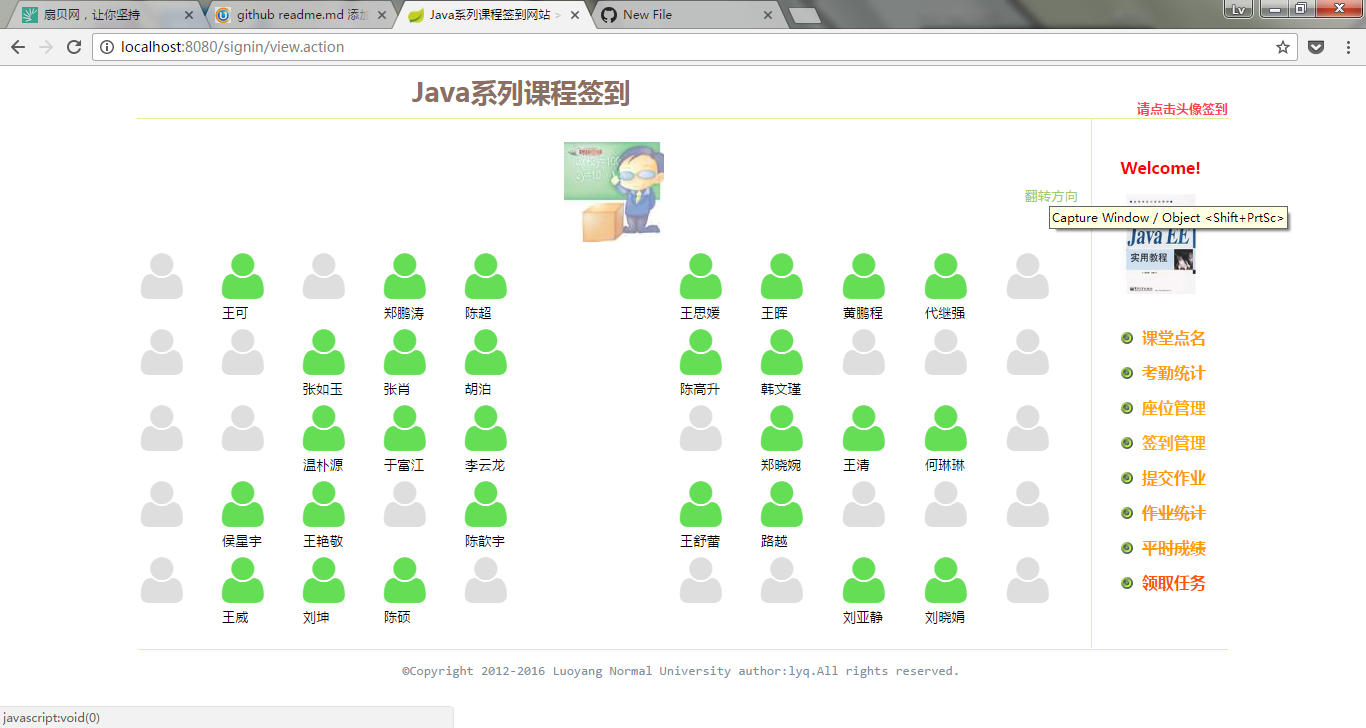 扇贝网，让你坚持
github readme.md 添加
Java系列课程签到网站 >
New File
Lv
localhost:8080/signin/view.action
Java系列课程签到
请点击头像签到
Welcome!
翻转方向
Capture Window / Object <Shift+PrtSc>
Java EE
实用教程
王可 郑鹏涛 陈超 王思媛 王晖 黄鹏程 代继强
张如玉 张肖 胡泊 陈高升 韩文瑾
温朴源 于富江 李云龙 郑晓婉 王清 何琳琳
侯星宇 王艳敬 陈歆宇 王舒蕾 路越
王威 刘坤 陈硕 刘亚静 刘晓娟
课堂点名
考勤统计
座位管理
签到管理
提交作业
作业统计
平时成绩
领取任务
©Copyright 2012-2016 Luoyang Normal University author:lyq.All rights reserved.
javascript:void(0)